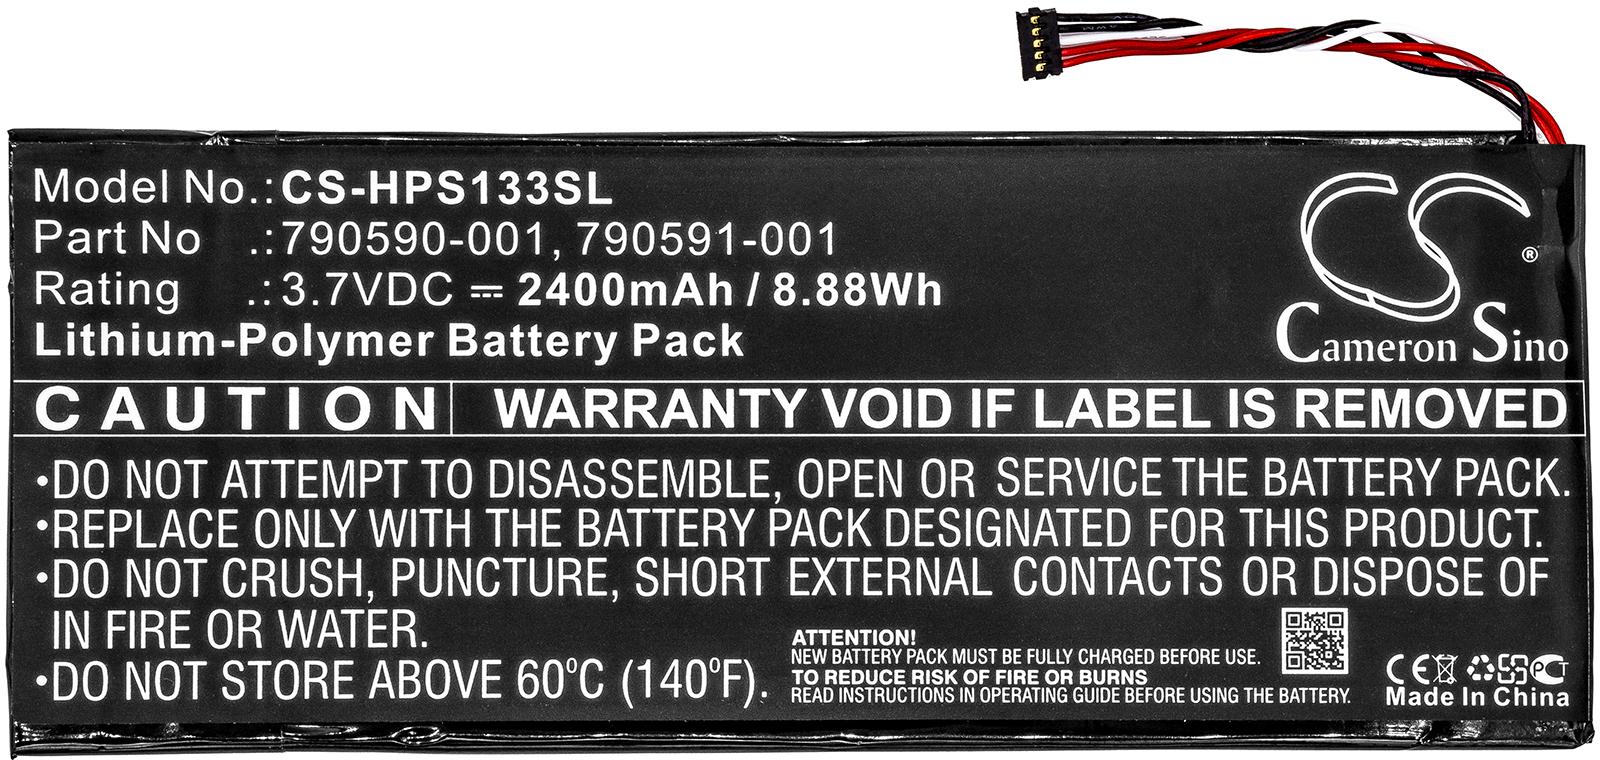 Model No.:CS-HPS133SL
Part No .:790590-001, 790591-001
Rating .:3.7VDC ⎓ 2400mAh / 8.88Wh
Lithium-Polymer Battery Pack
CS
®
Cameron Sino
CAUTION WARRANTY VOID IF LABEL IS REMOVED
•DO NOT ATTEMPT TO DISASSEMBLE, OPEN OR SERVICE THE BATTERY PACK.
•REPLACE ONLY WITH THE BATTERY PACK DESIGNATED FOR THIS PRODUCT.
•DO NOT CRUSH, PUNCTURE, SHORT EXTERNAL CONTACTS OR DISPOSE OF
IN FIRE OR WATER.
•DO NOT STORE ABOVE 60°C (140°F).
ATTENTION!
NEW BATTERY PACK MUST BE FULLY CHARGED BEFORE USE.
TO REDUCE RISK OF FIRE OR BURNS
READ INSTRUCTIONS IN OPERATING GUIDE BEFORE USING THE BATTERY.
CE PCT
Made In China